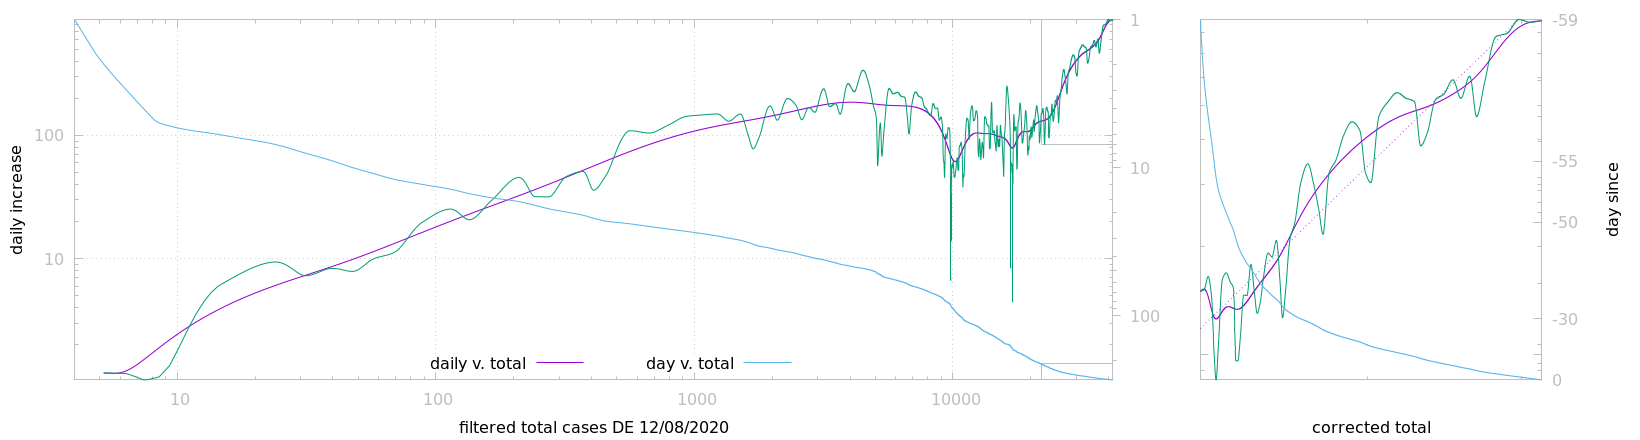 daily increase
100
10
daily v. total
day v. total
1
10
100
10
100
1000
10000
filtered total cases DE 12/08/2020
-59
-55
-50
-30
0
day since
corrected total